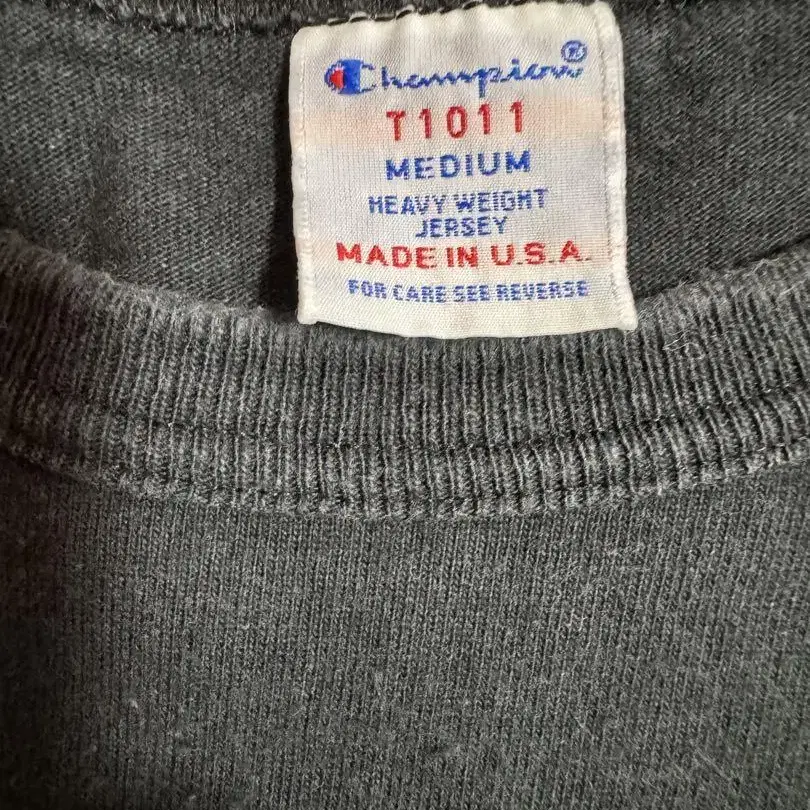 Champion®
T1011
MEDIUM
HEAVY WEIGHT
JERSEY
MADE IN U.S.A.
FOR CARE SEE REVERSE